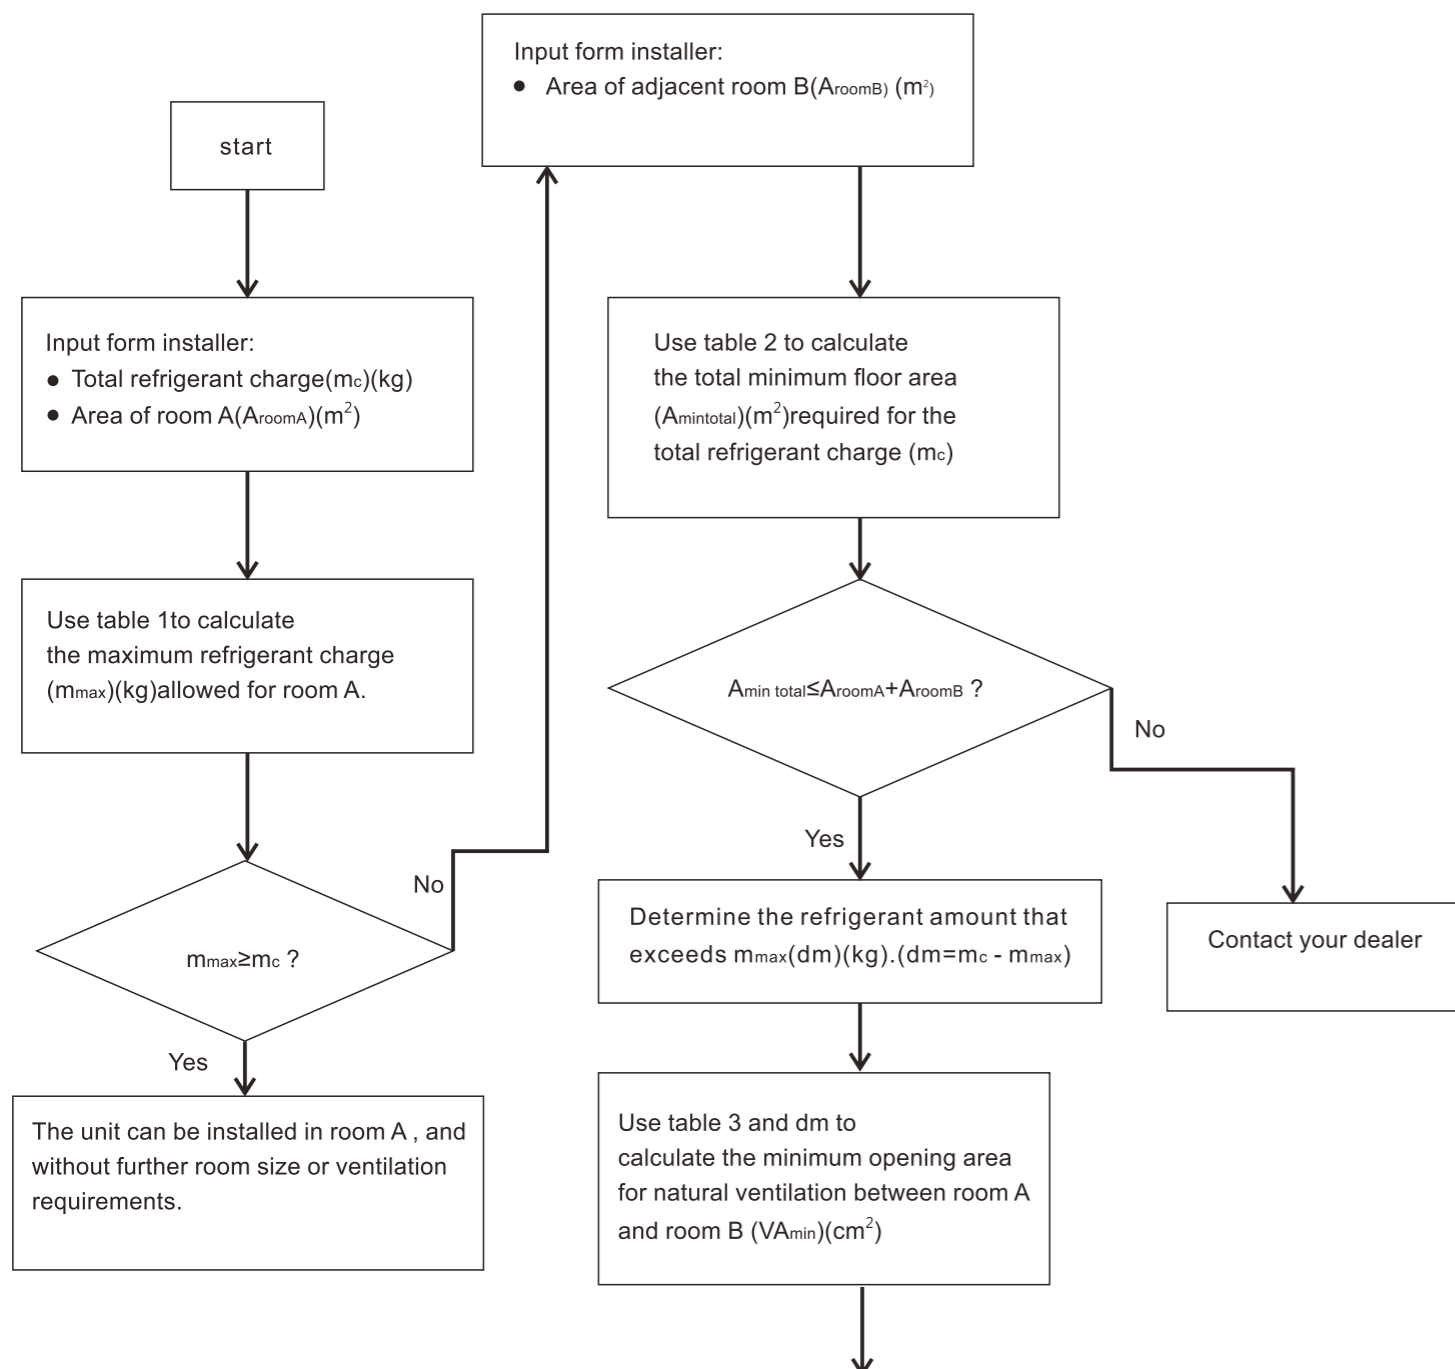 start
Input form installer:
● Total refrigerant charge(mc)(kg)
● Area of room A(AroomA)(m²)
Use table 1to calculate
the maximum refrigerant charge
(mmax)(kg)allowed for room A.
mmax≥mc ?
No
Yes
The unit can be installed in room A , and
without further room size or ventilation
requirements.
Input form installer:
● Area of adjacent room B(AroomB) (m²)
Use table 2 to calculate
the total minimum floor area
(Amintotal)(m²)required for the
total refrigerant charge (mc)
Amin total≤AroomA+AroomB ?
No
Yes
Contact your dealer
Determine the refrigerant amount that
exceeds mmax(dm)(kg).(dm=mc - mmax)
Use table 3 and dm to
calculate the minimum opening area
for natural ventilation between room A
and room B (VAmin)(cm²)